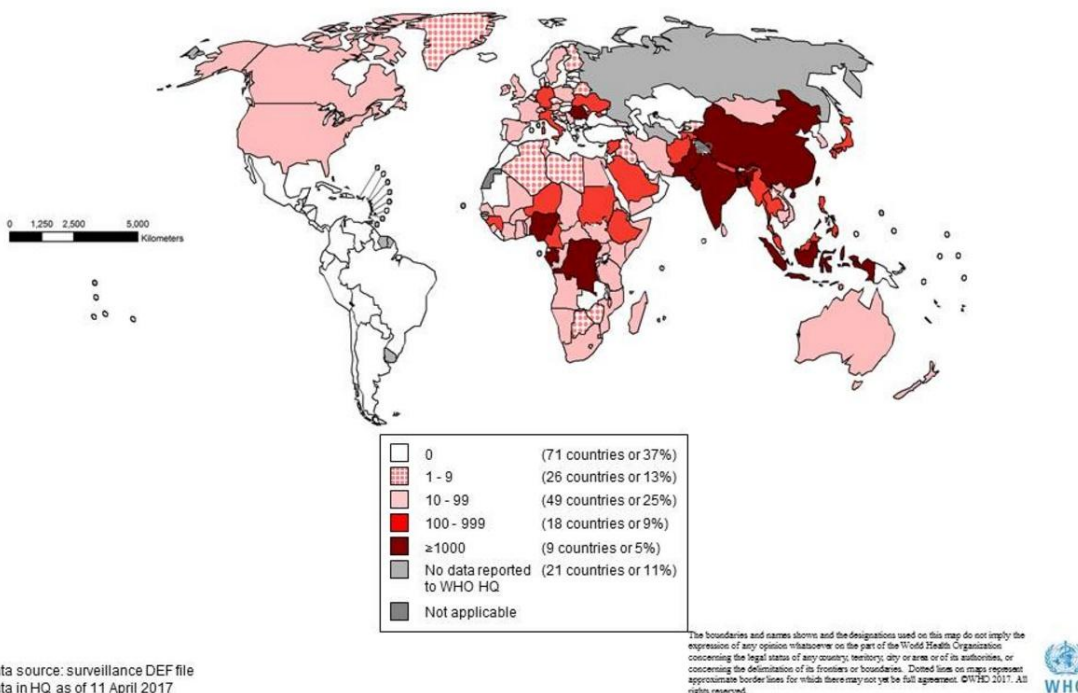 0 1,250 2,500 5,000
Kilometers
0 (71 countries or 37%)
1 - 9 (26 countries or 13%)
10 - 99 (49 countries or 25%)
100 - 999 (18 countries or 9%)
≥1000 (9 countries or 5%)
No data reported (21 countries or 11%)
to WHO HQ
Not applicable
ta source: surveillance DEF file
ta in HQ as of 11 April 2017
The boundaries and names shown and the designations used on this map do not imply the
expression of any opinion whatsoever on the part of the World Health Organization
concerning the legal status of any country, territory, city or area or of its authorities, or
concerning the delimitation of its frontiers or boundaries. Dotted lines on maps represent
approximate border lines for which there may not yet be full agreement. ©WHO 2017. All
rights reserved
WHO